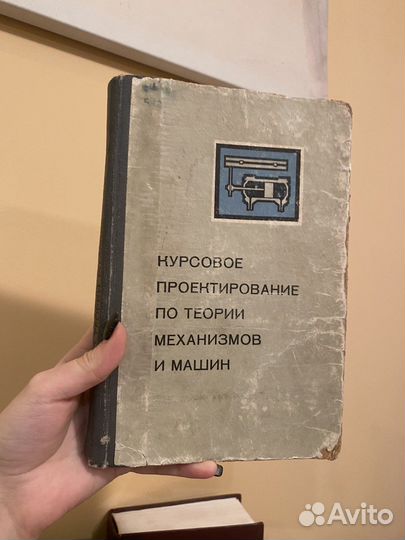 КУРСОВОЕ
ПРОЕКТИРОВАНИЕ
ПО ТЕОРИИ
МЕХАНИЗМОВ
И МАШИН
Avito